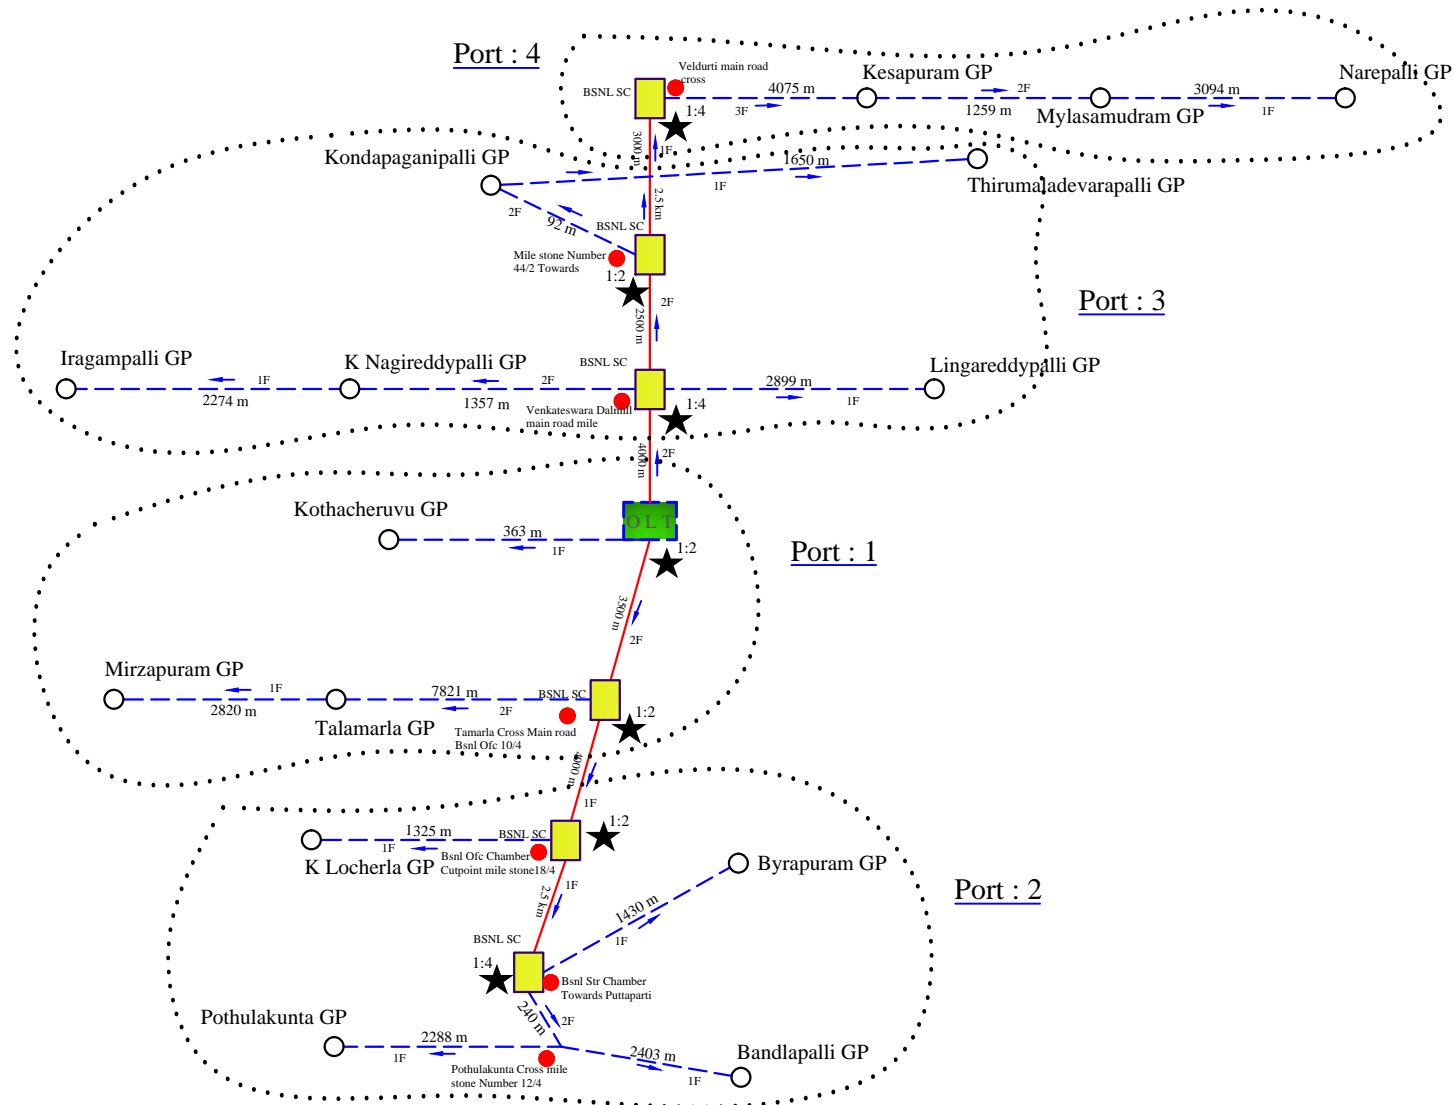 Port : 4
Veldurti main road
cross
BSNL SC
1:4
4075 m
3F
Kesapuram GP
2F
1259 m
Mylasamudram GP
3094 m
1F
Narepalli GP
3000 m
1F
Kondapaganipalli GP
1650 m
1F
Thirumaladevarapalli GP
2F
92 m
2.5 km
BSNL SC
Mile stone Number
44/2 Towards
1:2
2F
2500 m
Port : 3
Iragampalli GP
1F
2274 m
K Nagireddypalli GP
2F
1357 m
BSNL SC
Venkateswara Dalmill
main road mile
1:4
2899 m
1F
Lingareddypalli GP
2F
4000 m
Kothacheruvu GP
363 m
1F
O L T
1:2
Port : 1
3500 m
2F
Mirzapuram GP
1F
2820 m
Talamarla GP
7821 m
2F
BSNL SC
1:2
Tamarla Cross Main road
Bsnl Ofc 10/4
4000 m
1F
1325 m
1F
K Locherla GP
BSNL SC
1:2
Bsnl Ofc Chamber
Cutpoint mile stone18/4
1F
2.5 km
Byrapuram GP
1430 m
1F
Port : 2
BSNL SC
1:4
Bsnl Str Chamber
Towards Puttaparti
240 m
2F
Pothulakunta GP
2288 m
1F
Pothulakunta Cross mile
stone Number 12/4
2403 m
1F
Bandlapalli GP